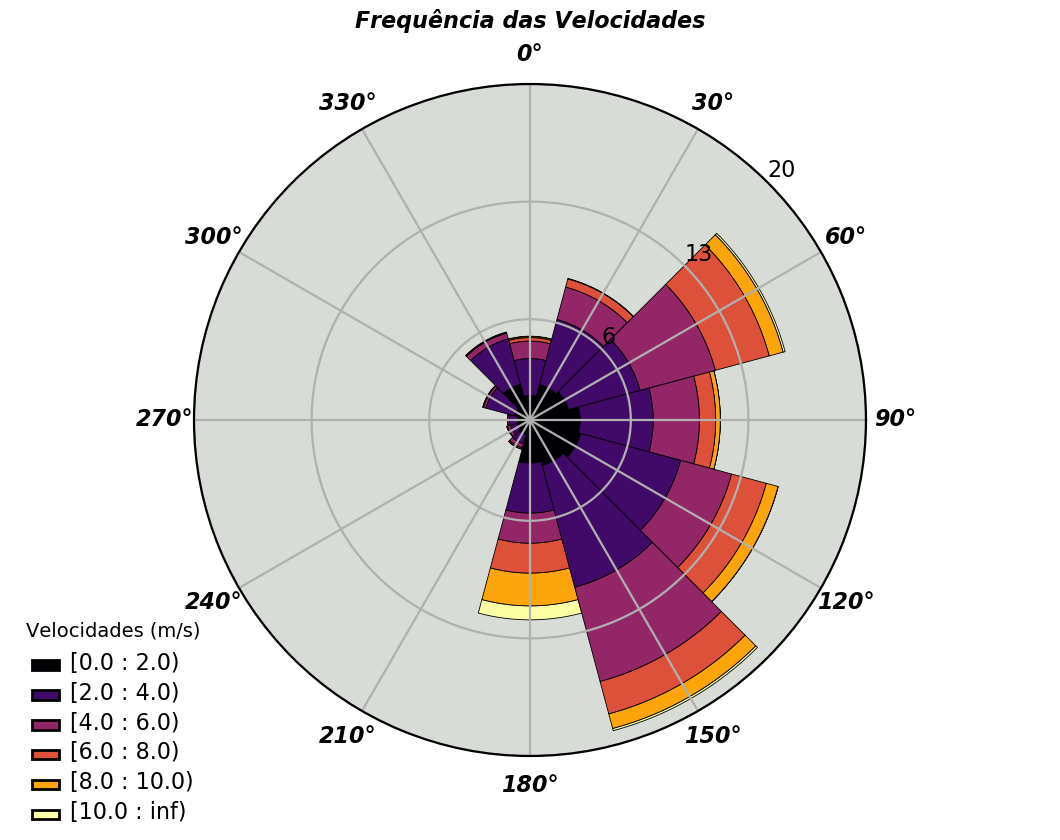 Frequência das Velocidades
0°
330°
30°
20
300°
60°
13
6
270°
90°
240°
120°
210°
150°
180°
Velocidades (m/s)
[0.0 : 2.0)
[2.0 : 4.0)
[4.0 : 6.0)
[6.0 : 8.0)
[8.0 : 10.0)
[10.0 : inf)